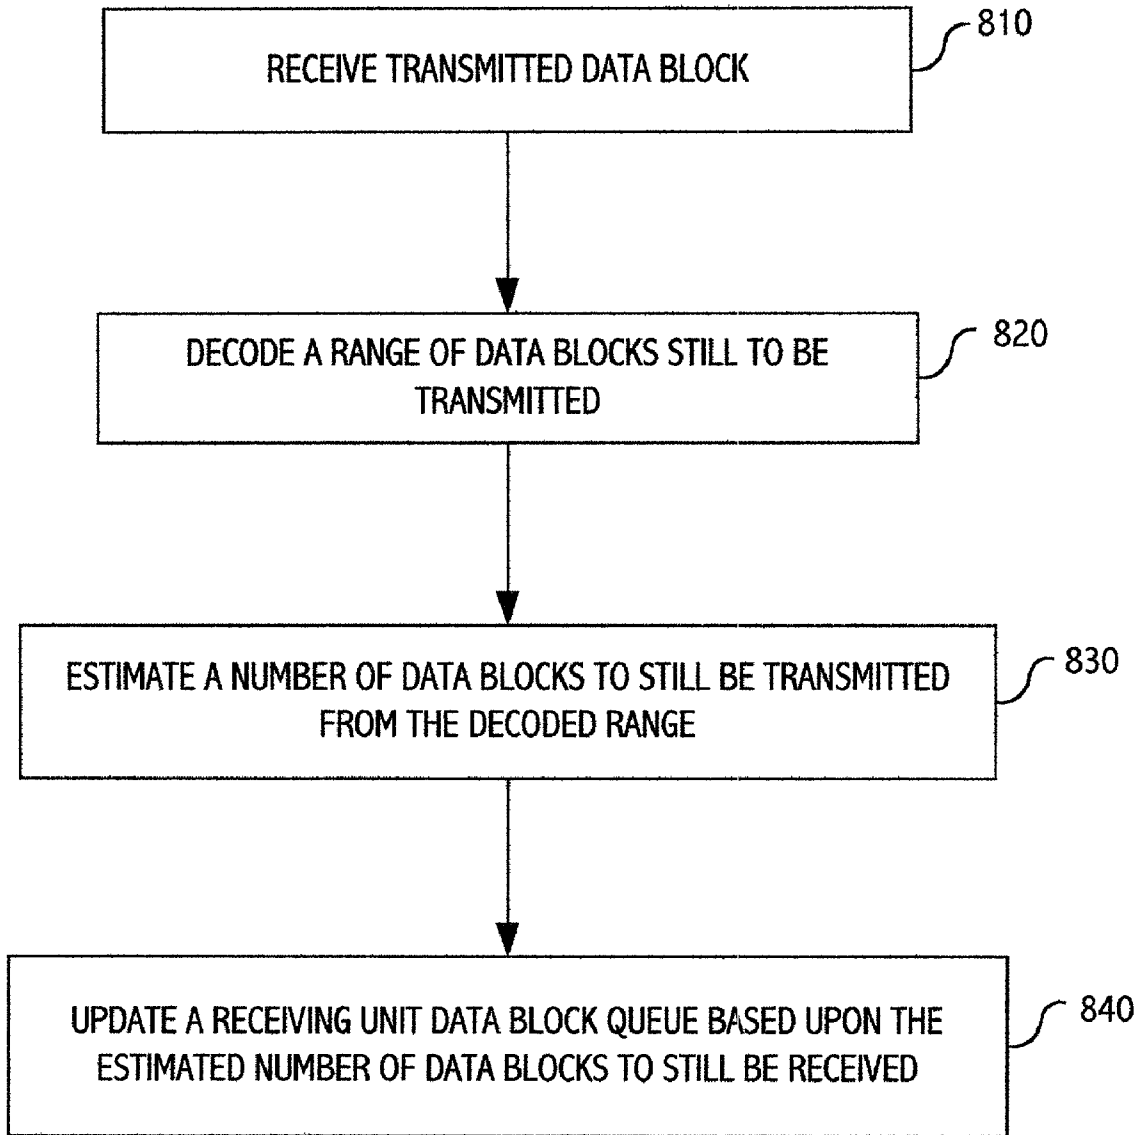 810
RECEIVE TRANSMITTED DATA BLOCK
820
DECODE A RANGE OF DATA BLOCKS STILL TO BE
TRANSMITTED
830
ESTIMATE A NUMBER OF DATA BLOCKS TO STILL BE TRANSMITTED
FROM THE DECODED RANGE
840
UPDATE A RECEIVING UNIT DATA BLOCK QUEUE BASED UPON THE
ESTIMATED NUMBER OF DATA BLOCKS TO STILL BE RECEIVED